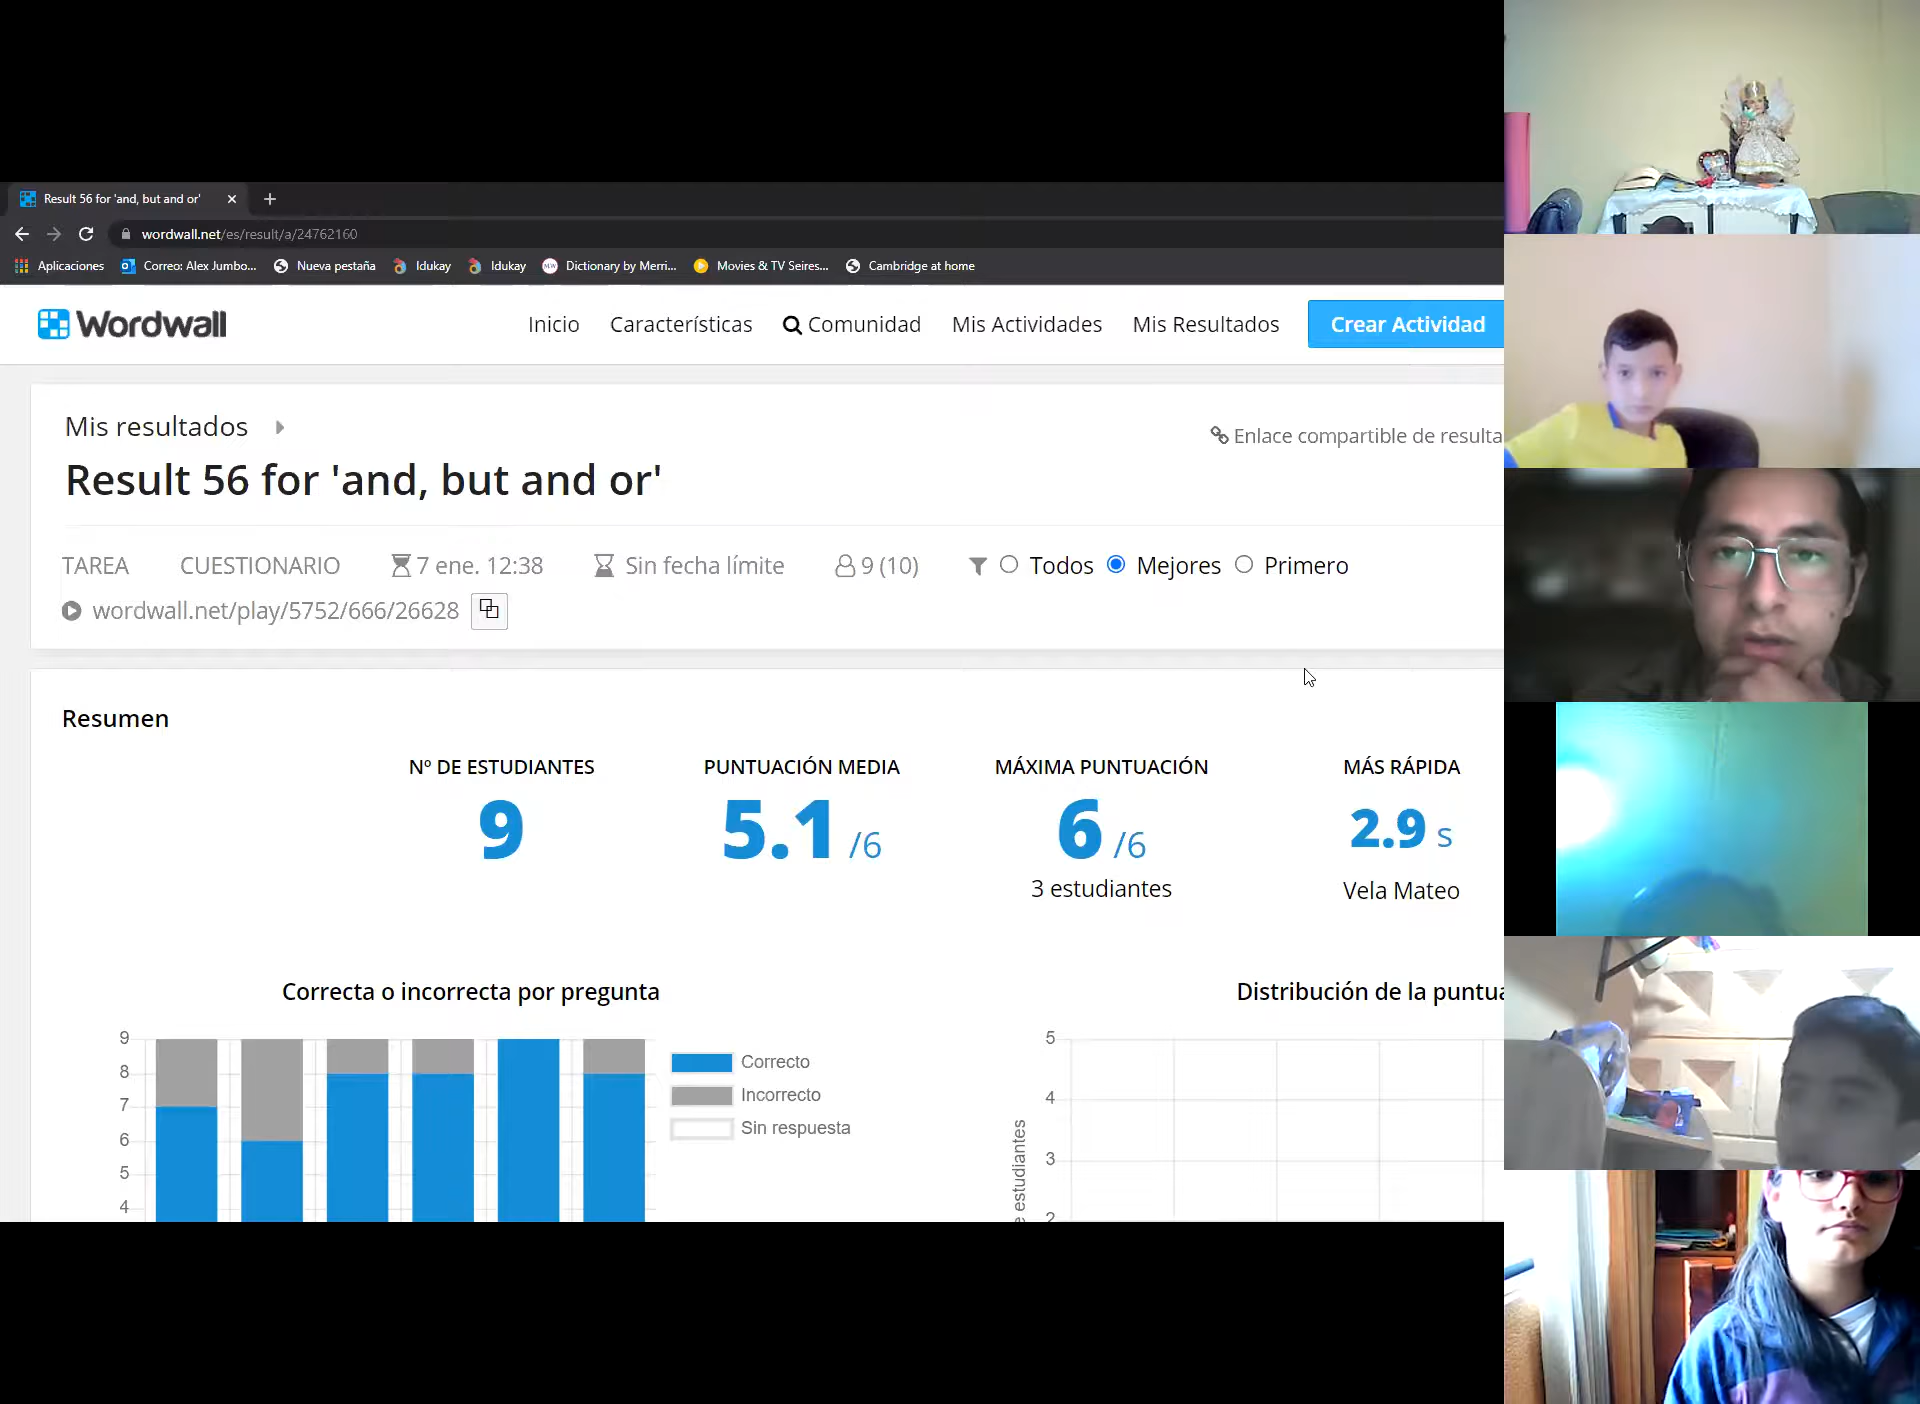 Result 56 for 'and, but and or'
wordwall.net/es/result/a/24762160
Aplicaciones Correo: Alex Jumbo... Nueva pestaña Idukay Idukay Dictionary by Merri... Movies & TV Seires... Cambridge at home
Wordwall Inicio Características Comunidad Mis Actividades Mis Resultados Crear Actividad
Mis resultados
Enlace compartible de resulta
Result 56 for 'and, but and or'
TAREA CUESTIONARIO 7 ene. 12:38 Sin fecha límite 9 (10) Todos Mejores Primero
wordwall.net/play/5752/666/26628
Resumen
Nº DE ESTUDIANTES PUNTUACIÓN MEDIA MÁXIMA PUNTUACIÓN MÁS RÁPIDA
9 5.1 /6 6 /6 2.9 s
3 estudiantes Vela Mateo
Correcta o incorrecta por pregunta
9
8
7
6
5
4
Correcto
Incorrecto
Sin respuesta
Distribución de la puntua
5
4
3
2
estudiantes